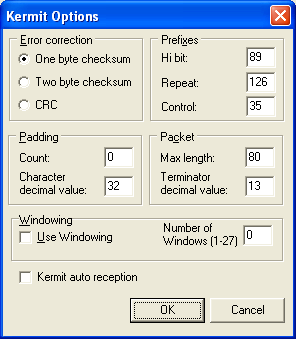 Kermit Options
Error correction
One byte checksum
Two byte checksum
CRC
Prefixes
Hi bit: 89
Repeat: 126
Control: 35
Padding
Count: 0
Character
decimal value: 32
Packet
Max length: 80
Terminator
decimal value: 13
Windowing
Use Windowing
Number of
Windows (1-27) 0
Kermit auto reception
OK Cancel